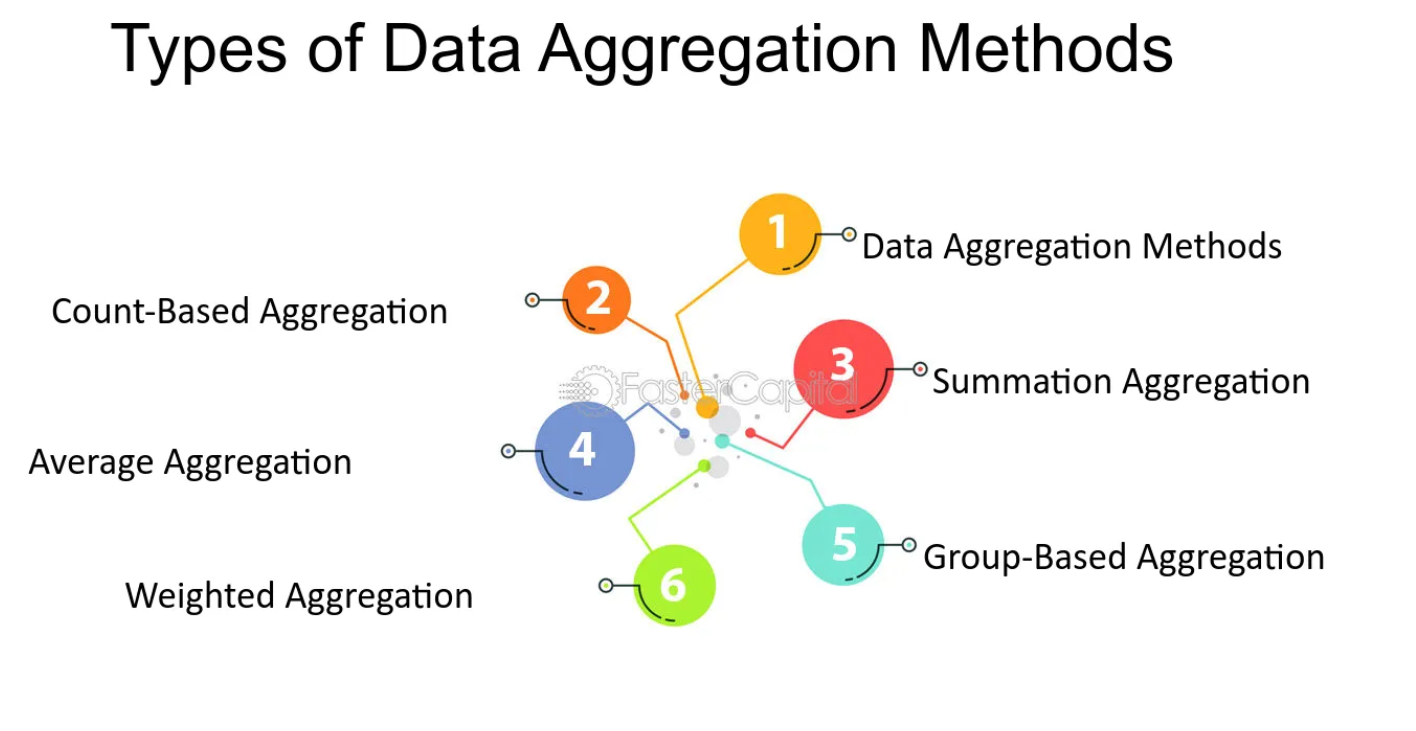 Types of Data Aggregation Methods
1
Data Aggregation Methods
2
Count-Based Aggregation
3
Summation Aggregation
FasterCapital
4
Average Aggregation
5
Group-Based Aggregation
6
Weighted Aggregation